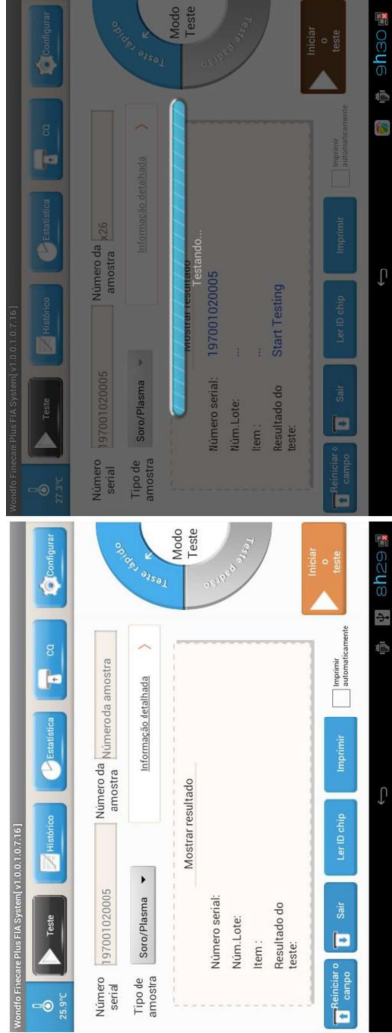 Wondfo Finecare Plus FIA System[ v1.0.0.1.0.7.16 ]
25.9℃
Teste
Histórico
Estatística
CQ
Configurar
Número serial
197001020005
Número da amostra
Númeroda amostra
Tipo de amostra
Soro/Plasma
Informação detalhada
Teste rápido
Modo Teste
Teste padrão
Mostrar resultado
Número serial:
Núm.Lote:
Item :
Resultado do teste:
Iniciar o teste
Reiniciar o campo
Sair
Ler ID chip
Imprimir
Imprimir automaticamente
8h29
Wondfo Finecare Plus FIA System[ v1.0.0.1.0.7.16 ]
27.3℃
Teste
Histórico
Estatística
CQ
Configurar
Número serial
197001020005
Número da amostra
x26
Tipo de amostra
Soro/Plasma
Informação detalhada
Teste rápido
Modo Teste
Teste padrão
Mostrar resultado
Testando...
Número serial: 197001020005
Núm.Lote: ...
Item : ...
Resultado do teste: Start Testing
Iniciar o teste
Reiniciar o campo
Sair
Ler ID chip
Imprimir
Imprimir automaticamente
9h30